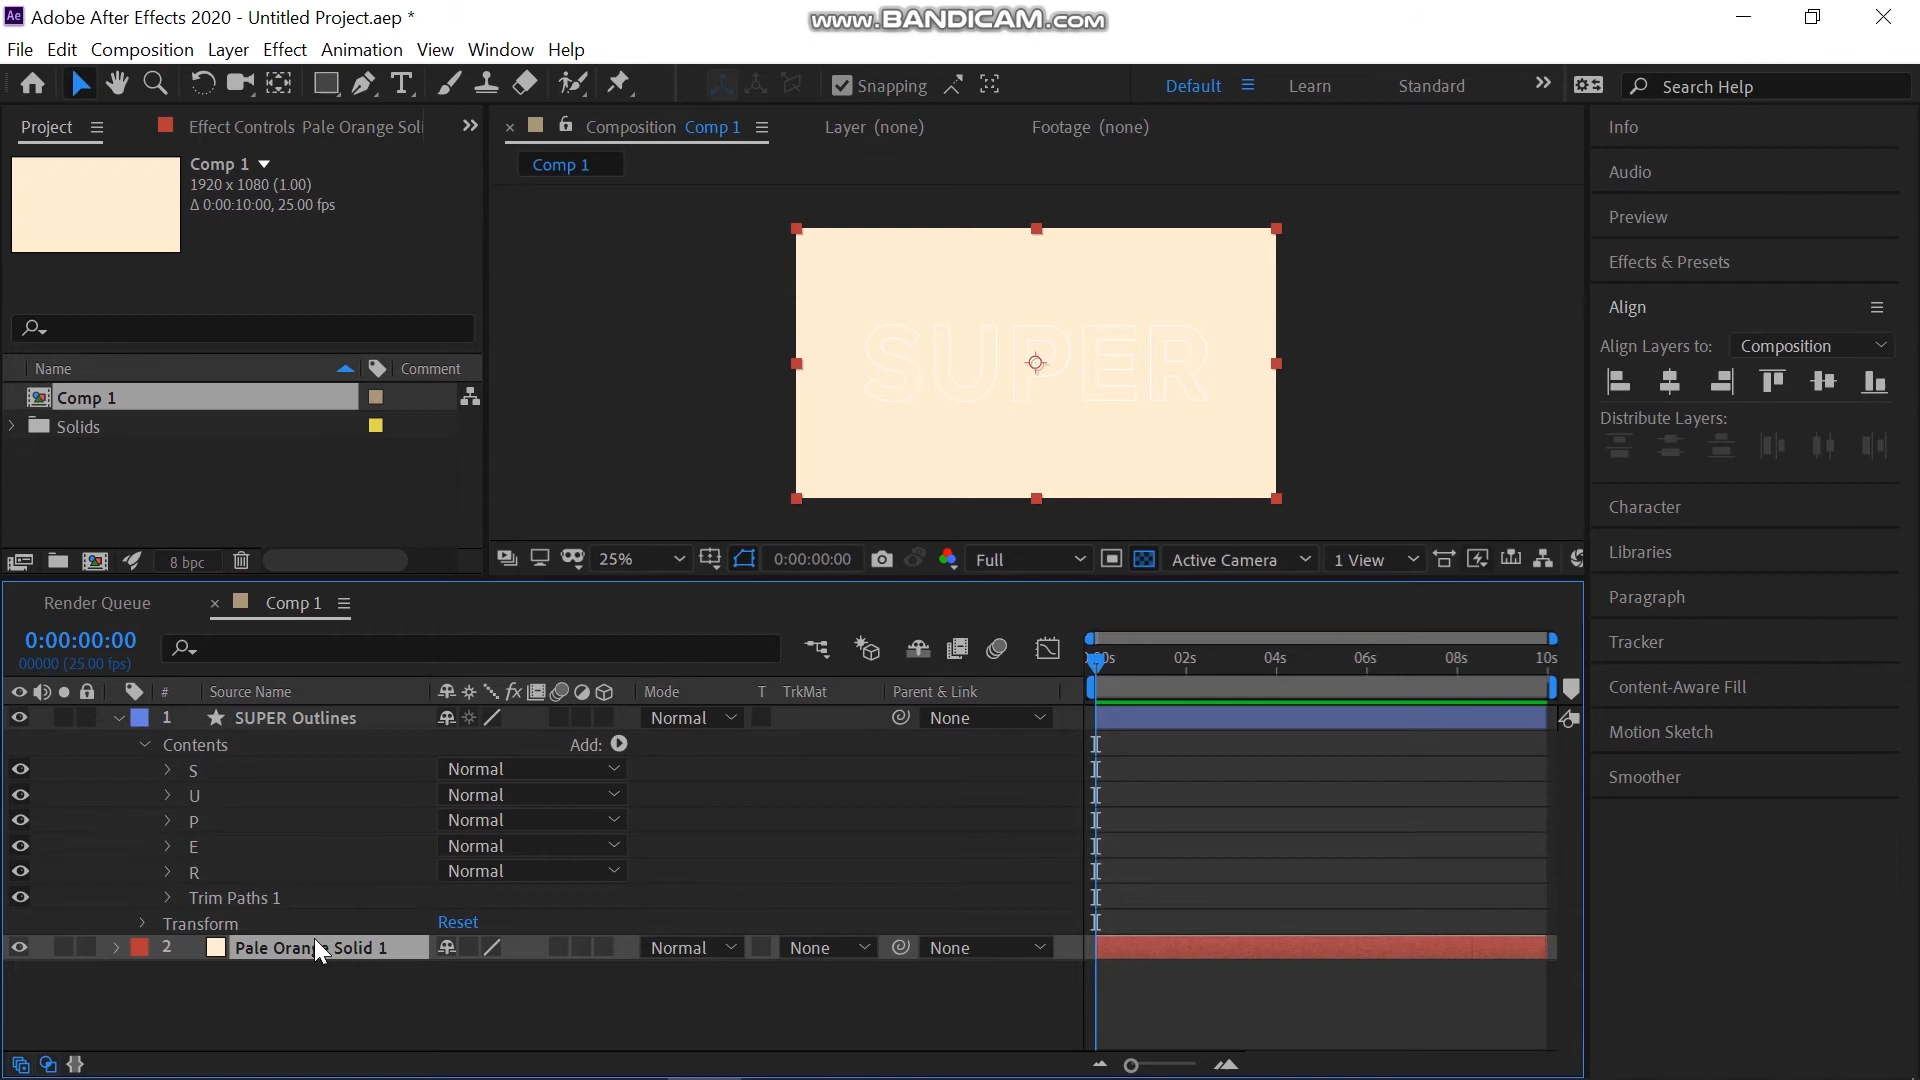 Ae Adobe After Effects 2020 - Untitled Project.aep *
www.BANDICAM.com
File Edit Composition Layer Effect Animation View Window Help
Snapping
Default Learn Standard
Search Help
Project Effect Controls Pale Orange Soli
Composition Comp 1 Layer (none) Footage (none)
Comp 1
Comp 1
1920 x 1080 (1.00)
Δ 0:00:10:00, 25.00 fps
SUPER
Name Comment
Comp 1
Solids
8 bpc
25% 0:00:00:00 Full Active Camera 1 View
Info
Audio
Preview
Effects & Presets
Align
Align Layers to: Composition
Distribute Layers:
Character
Libraries
Paragraph
Tracker
Content-Aware Fill
Motion Sketch
Smoother
Render Queue Comp 1
0:00:00:00
00000 (25.00 fps)
02s 04s 06s 08s 10s
# Source Name fx Mode T TrkMat Parent & Link
1 SUPER Outlines Normal None
Contents Add:
S Normal
U Normal
P Normal
E Normal
R Normal
Trim Paths 1
Transform Reset
2 Pale Orange Solid 1 Normal None None